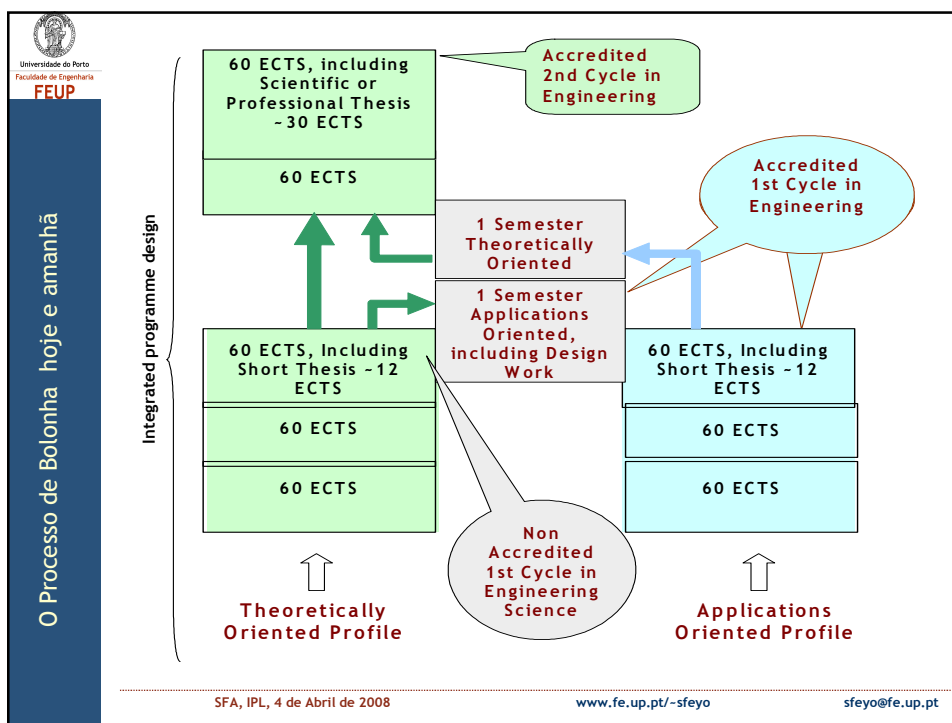 Universidade do Porto
Faculdade de Engenharia
FEUP
O Processo de Bolonha hoje e amanhã
Integrated programme design
60 ECTS, including
Scientific or
Professional Thesis
~30 ECTS
60 ECTS
Accredited
2nd Cycle in
Engineering
Accredited
1st Cycle in
Engineering
1 Semester
Theoretically
Oriented
1 Semester
Applications
Oriented,
including Design
Work
60 ECTS, Including
Short Thesis ~12
ECTS
60 ECTS
60 ECTS
60 ECTS, Including
Short Thesis ~12
ECTS
60 ECTS
60 ECTS
Non
Accredited
1st Cycle in
Engineering
Science
Theoretically
Oriented Profile
Applications
Oriented Profile
SFA, IPL, 4 de Abril de 2008
www.fe.up.pt/~sfeyo
sfeyo@fe.up.pt